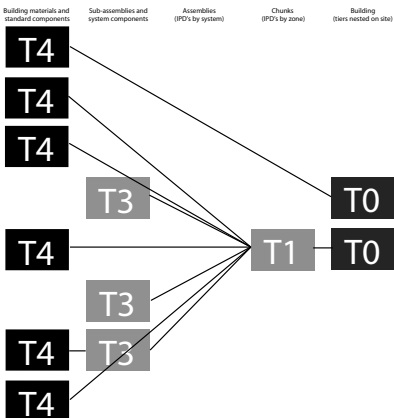 Building materials and
standard components
Sub-assemblies and
system components
Assemblies
(IPD's by system)
Chunks
(IPD's by zone)
Building
(tiers nested on site)
T4
T4
T4
T3
T0
T4
T1
T0
T3
T4
T3
T4